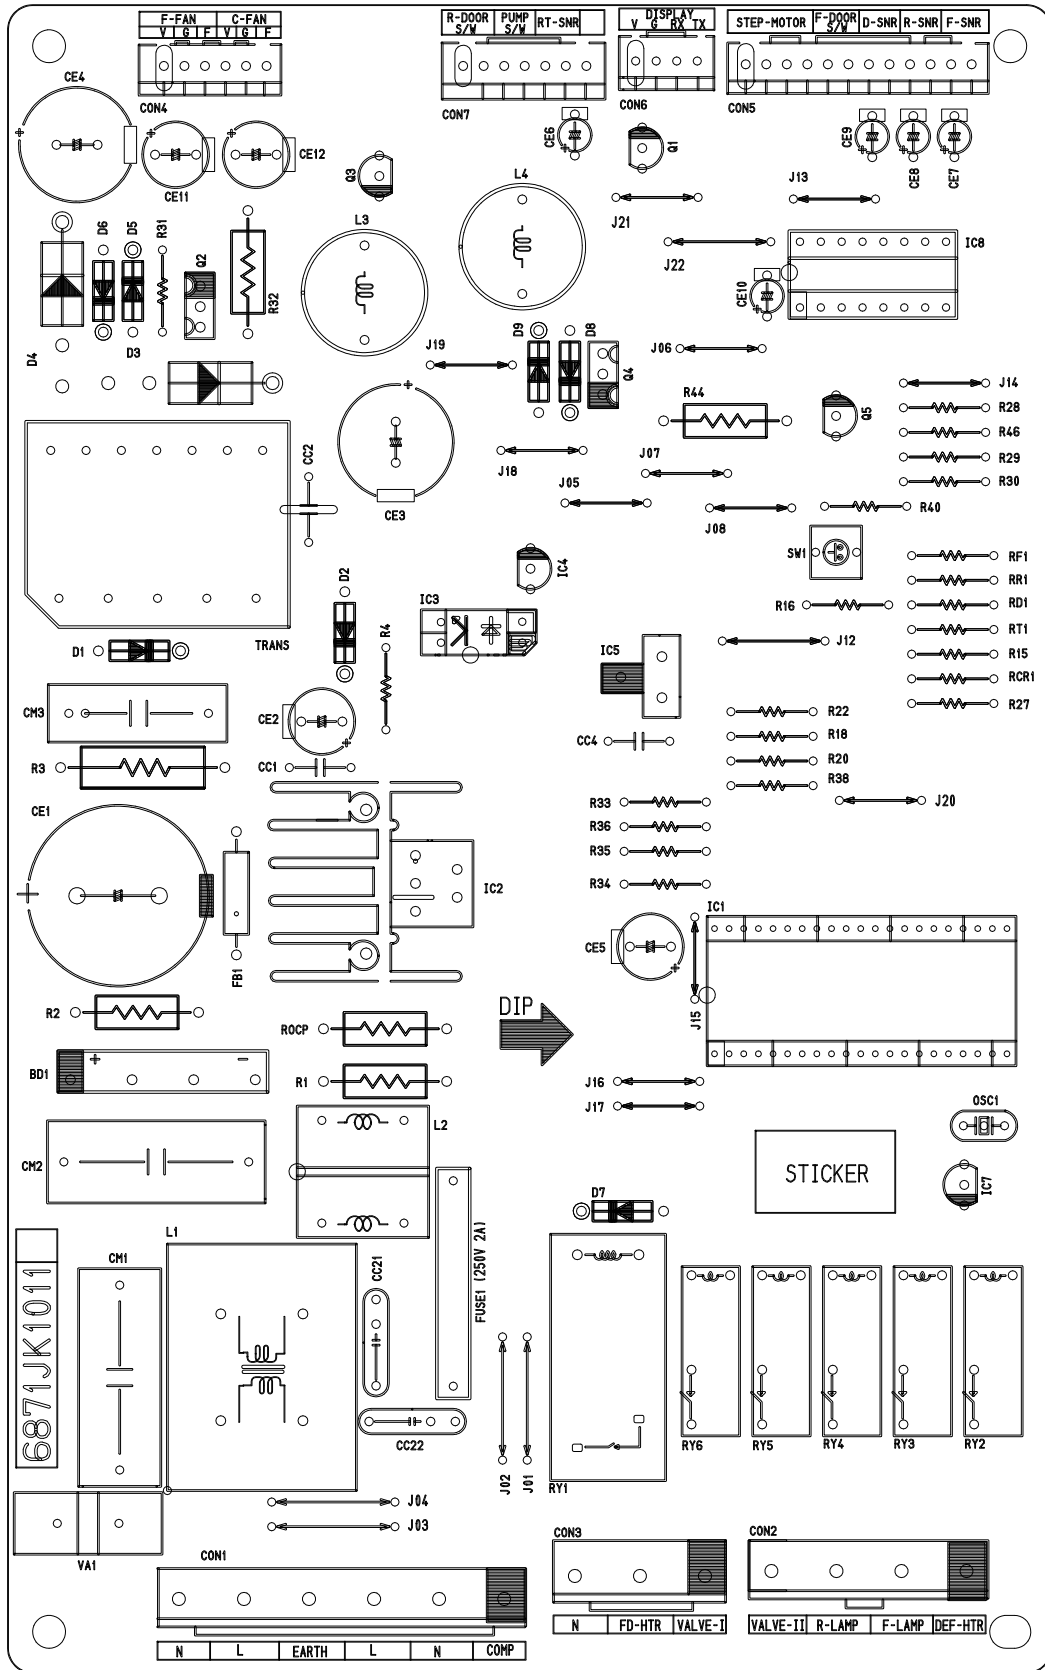 F-FAN C-FAN
V G F V G F
R-DOOR S/W PUMP S/W RT-SNR
DISPLAY
V G RX TX
STEP-MOTOR F-DOOR S/W D-SNR R-SNR F-SNR
CE4
CON4
CON7
CON6
CON5
CE6
Q1
CE9
CE8
CE7
CE11
CE12
Q3
L4
J13
J21
L3
D6
D5
R31
Q2
R32
J22
IC8
CE10
D4
D3
J19
D9
D8
Q4
J06
R44
Q5
J14
R28
R46
R29
R30
CC2
CE3
J18
J07
J05
J08
R40
SW1
IC4
RF1
RR1
RD1
RT1
R15
RCR1
R27
D2
IC3
R16
TRANS
R4
D1
J12
IC5
CM3
CE2
CC4
R22
R18
R20
R38
R3
CC1
J20
CE1
R33
R36
R35
R34
IC2
IC1
CE5
FB1
J15
R2
ROCP
DIP
BD1
R1
J16
J17
OSC1
L2
CM2
STICKER
IC7
D7
L1
CM1
CC21
FUSE1 (250V 2A)
6871JK1011
CC22
RY6
RY5
RY4
RY3
RY2
J02
J01
RY1
J04
J03
VA1
CON1
CON3
CON2
N L EARTH L N COMP
N FD-HTR VALVE-I
VALVE-II R-LAMP F-LAMP DEF-HTR